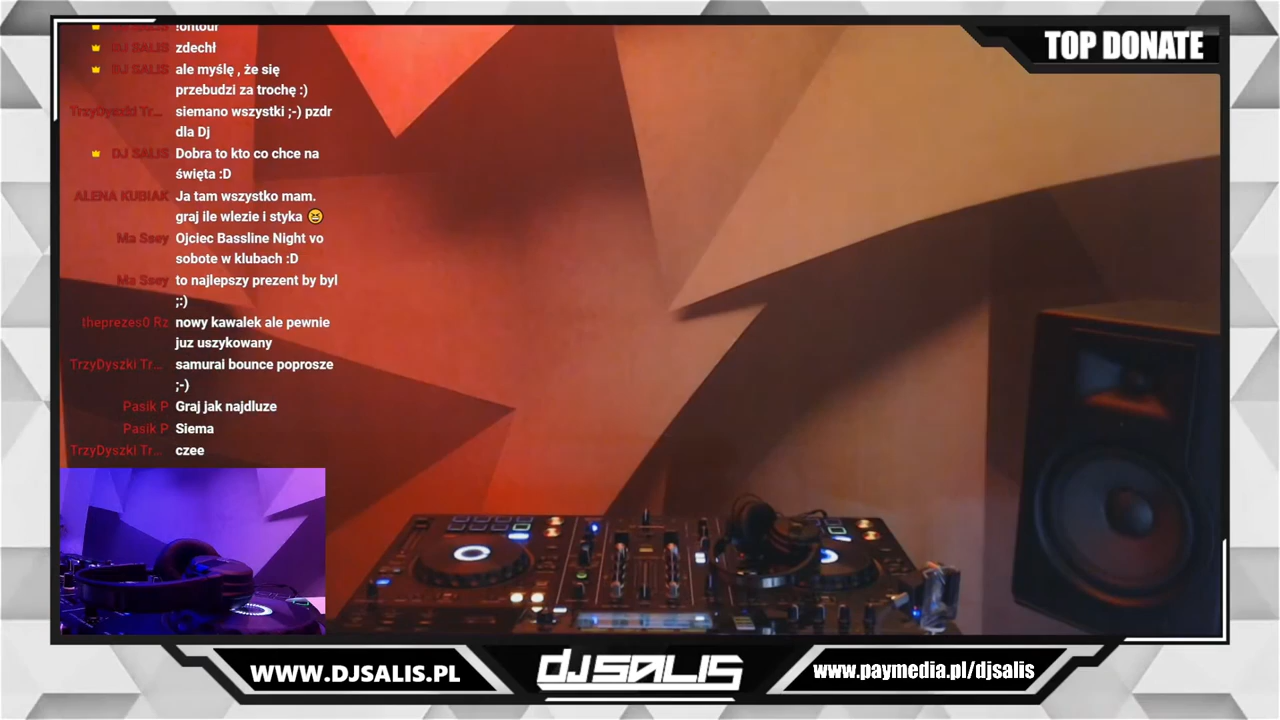 !ontour
DJ SALIS zdechł
DJ SALIS ale myślę , że się
przebudzi za trochę :)
TrzyDyszki Tr... siemano wszystki ;-) pzdr
dla Dj
DJ SALIS Dobra to kto co chce na
święta :D
ALENA KUBIAK Ja tam wszystko mam.
graj ile wlezie i styka 😆
Ma Ssey Ojciec Bassline Night vo
sobote w klubach :D
Ma Ssey to najlepszy prezent by byl
;:)
theprezes0 Rz nowy kawalek ale pewnie
juz uszykowany
TrzyDyszki Tr... samurai bounce poprosze
;-)
Pasik P Graj jak najdluze
Pasik P Siema
TrzyDyszki Tr... czee
TOP DONATE
WWW.DJSALIS.PL
dJSALIS
www.paymedia.pl/djsalis